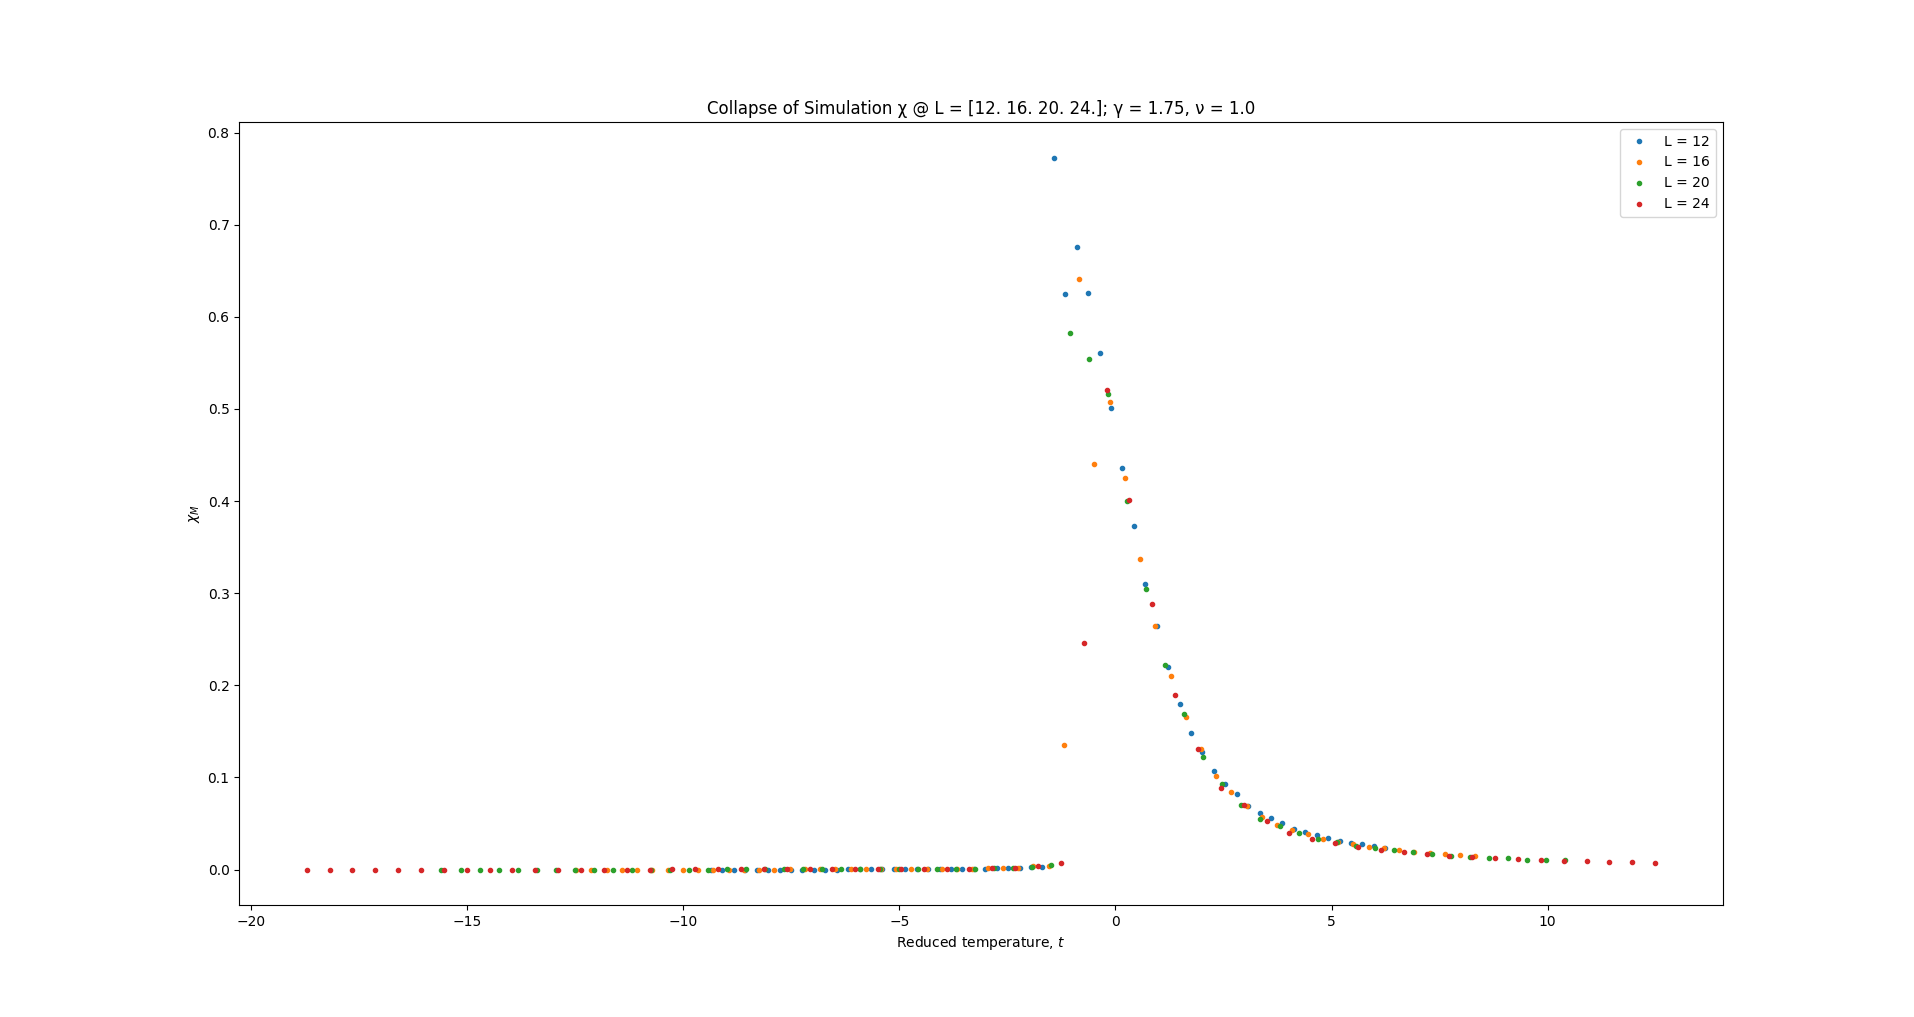 Collapse of Simulation χ @ L = [12. 16. 20. 24.]; γ = 1.75, ν = 1.0
L = 12
L = 16
L = 20
L = 24
0.8
0.7
0.6
0.5
0.4
0.3
0.2
0.1
0.0
χM
−20 −15 −10 −5 0 5 10
Reduced temperature, t